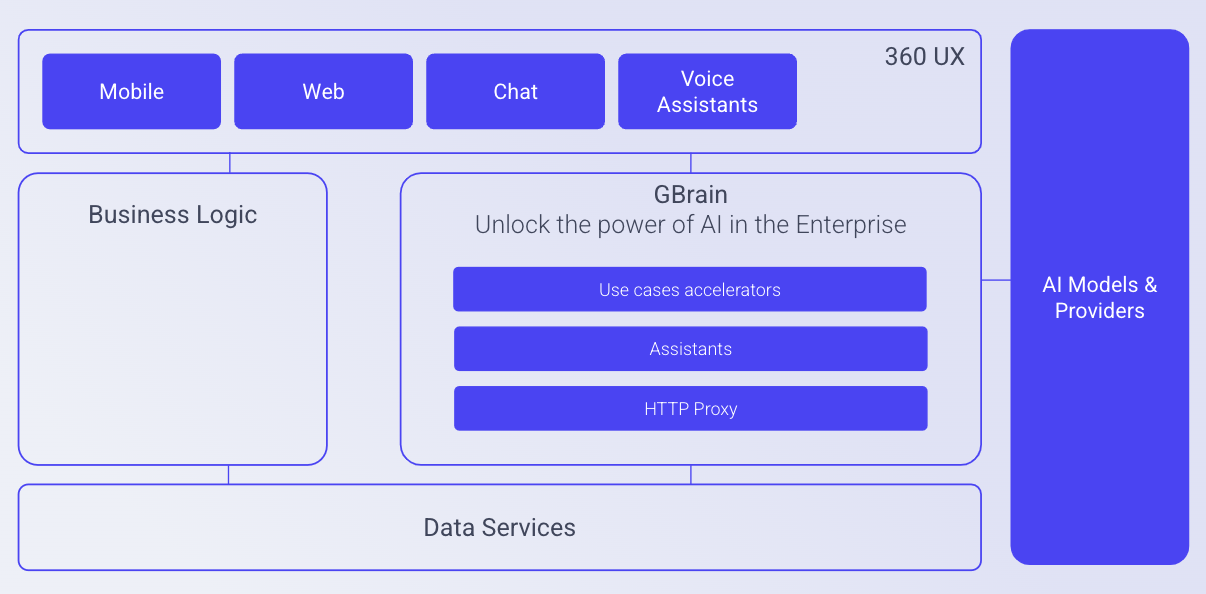 360 UX
Mobile
Web
Chat
Voice
Assistants
Business Logic
GBrain
Unlock the power of AI in the Enterprise
Use cases accelerators
Assistants
HTTP Proxy
AI Models &
Providers
Data Services